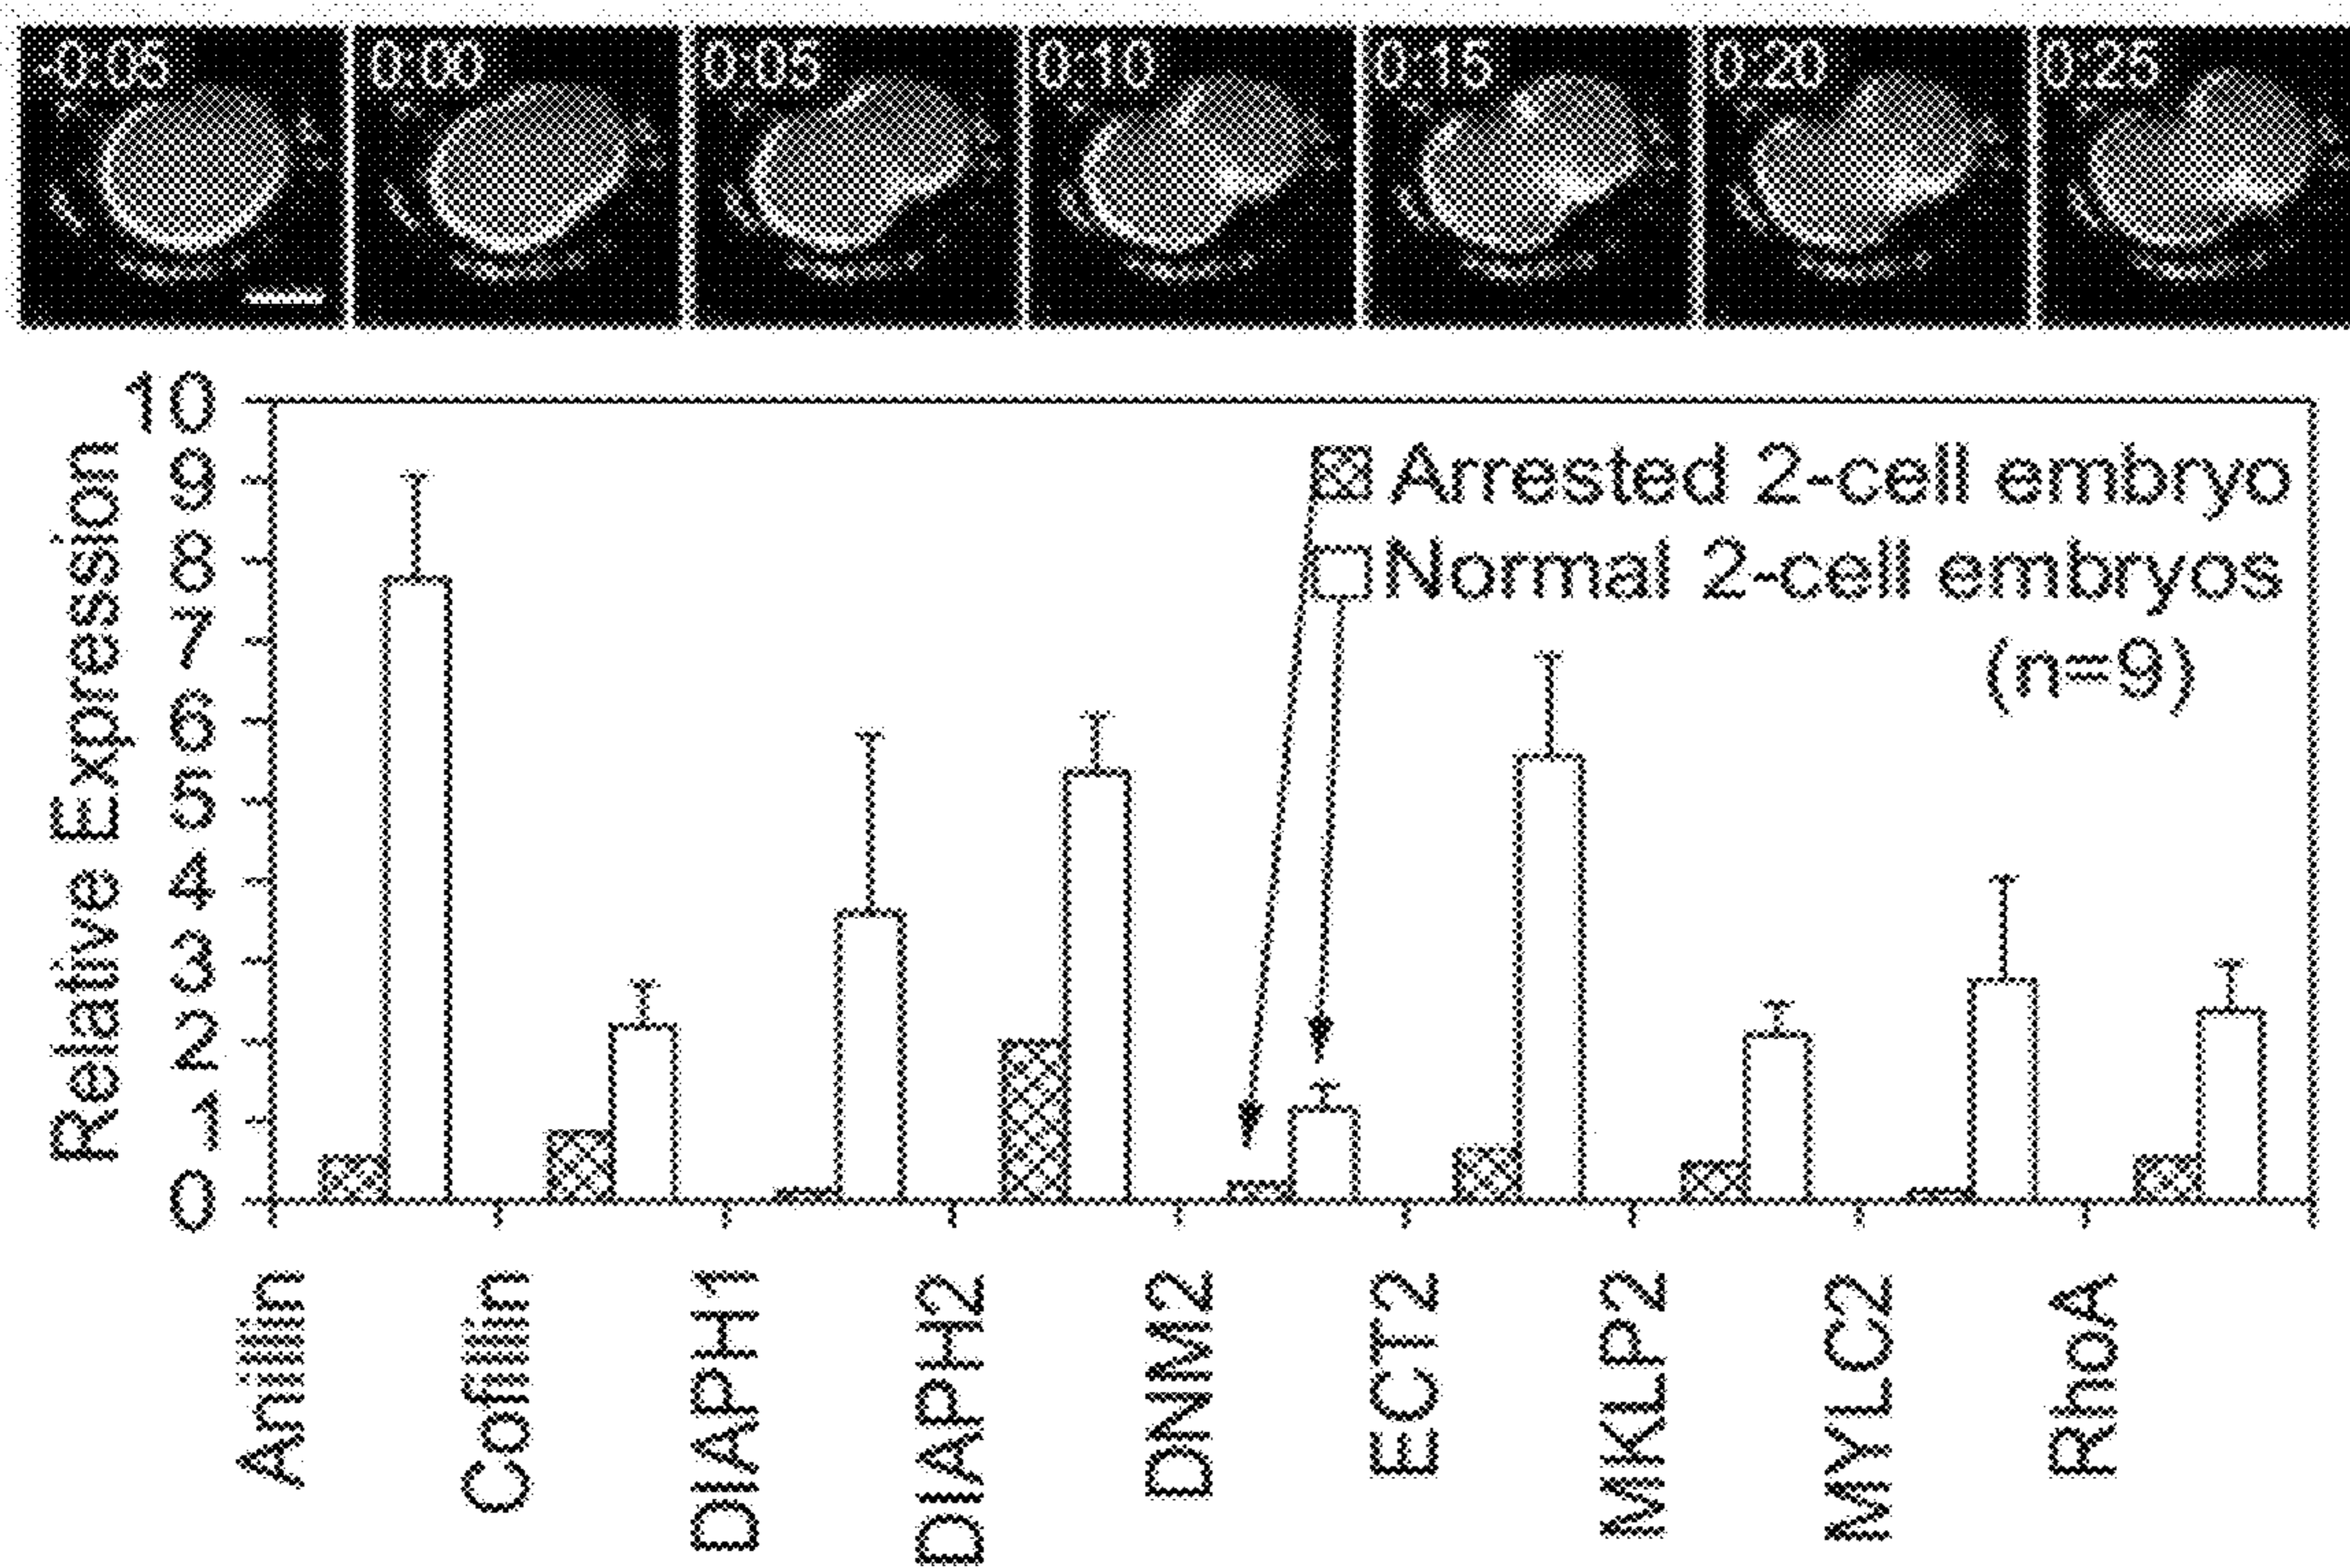 -0:05 0:00 0:05 0:10 0:15 0:20 0:25
Relative Expression
10
9
8
7
6
5
4
3
2
1
0
Arrested 2-cell embryo
Normal 2-cell embryos
(n=9)
Anillin Cofillin DIAPH1 DIAPH2 DNM2 ECT2 MKLP2 MYLC2 RhoA